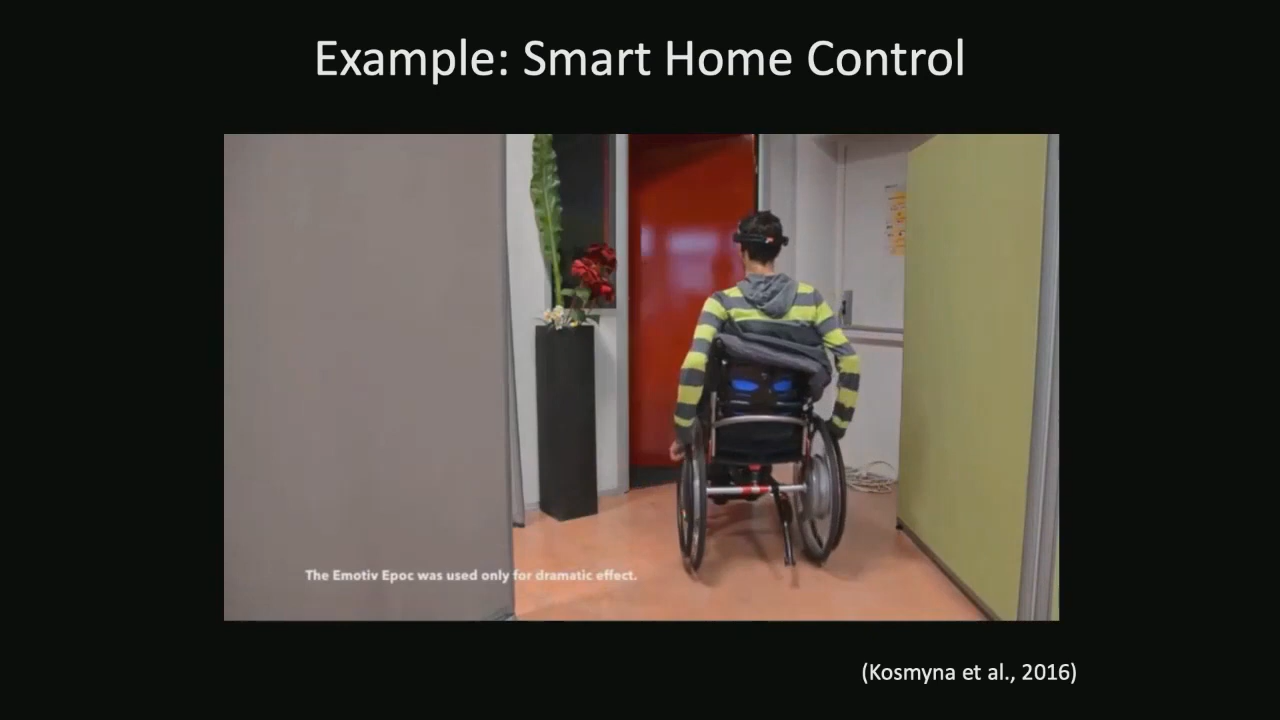 Example: Smart Home Control
The Emotiv Epoc was used only for dramatic effect.
(Kosmyna et al., 2016)